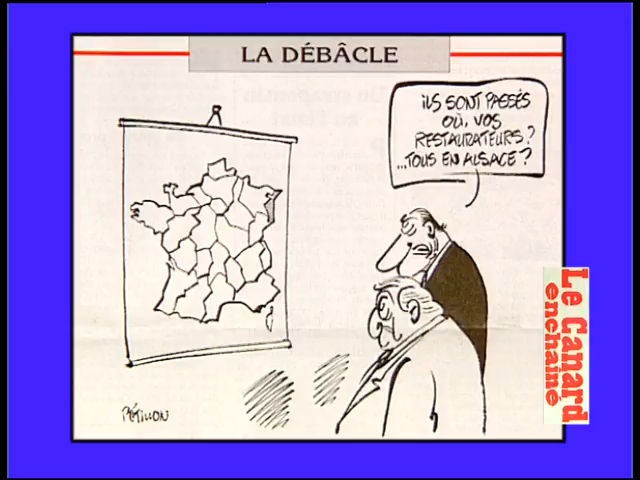 LA DÉBÂCLE
ILS SONT PASSÉS
OÙ, VOS
RESTAURATEURS?
...TOUS EN ALSACE?
Le Canard
enchaîné
PÉTILLON